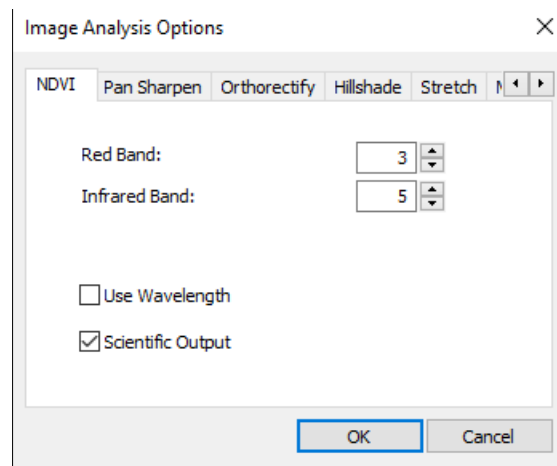 Image Analysis Options
NDVI Pan Sharpen Orthorectify Hillshade Stretch
Red Band: 3
Infrared Band: 5
Use Wavelength
Scientific Output
OK Cancel